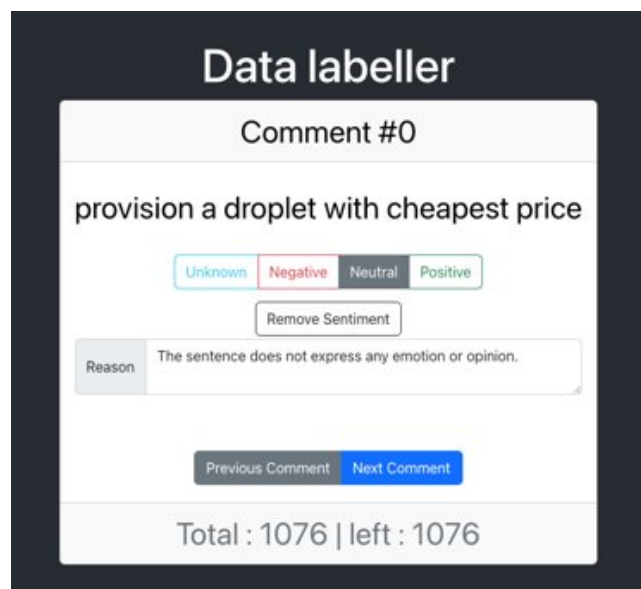 Data labeller
Comment #0
provision a droplet with cheapest price
Unknown Negative Neutral Positive
Remove Sentiment
Reason The sentence does not express any emotion or opinion.
Previous Comment Next Comment
Total : 1076 | left : 1076